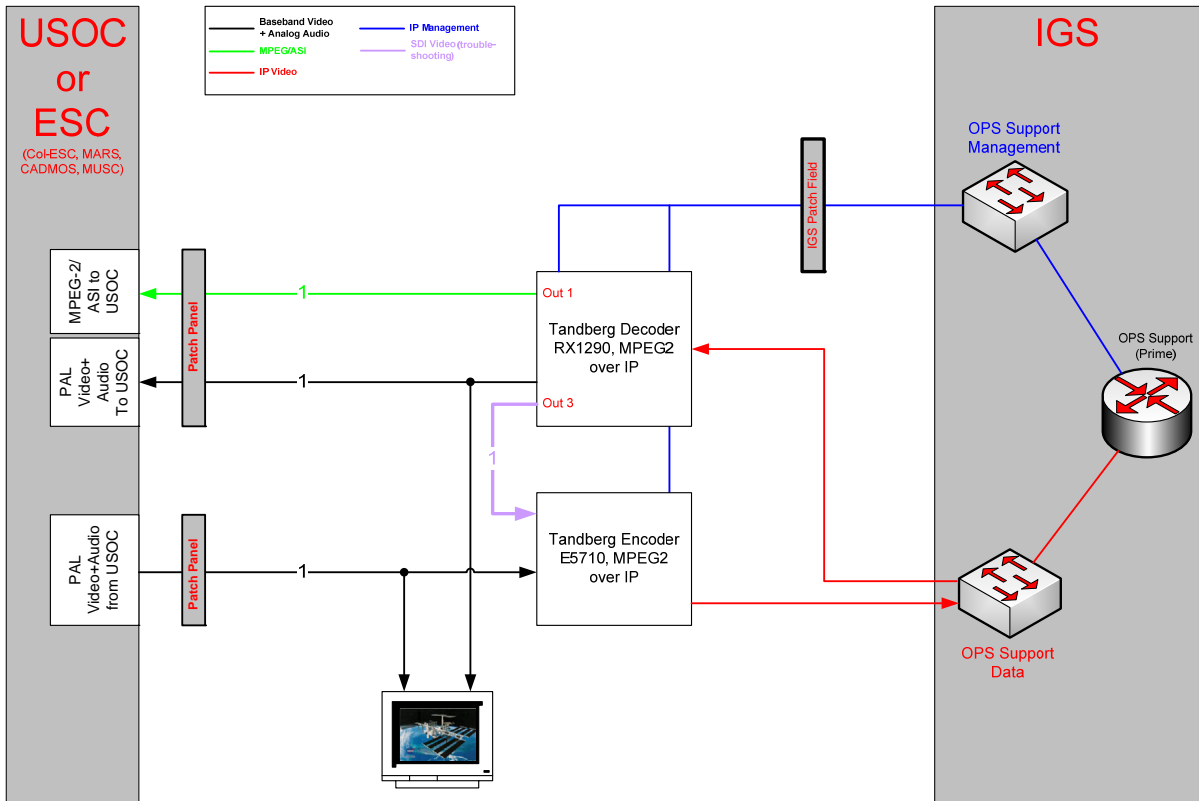 USOC
or
ESC
(Col-ESC, MARS,
CADMOS, MUSC)
Baseband Video
+ Analog Audio
MPEG/ASI
IP Video
IP Management
SDI Video(trouble-
shooting)
IGS
OPS Support
Management
IGS Patch Field
OPS Support
(Prime)
OPS Support
Data
MPEG-2/
ASI to
USOC
PAL
Video+
Audio
To USOC
Patch Panel
1
1
Out 1
Tandberg Decoder
RX1290, MPEG2
over IP
Out 3
1
PAL
Video+Audio
from USOC
Patch Panel
1
Tandberg Encoder
E5710, MPEG2
over IP